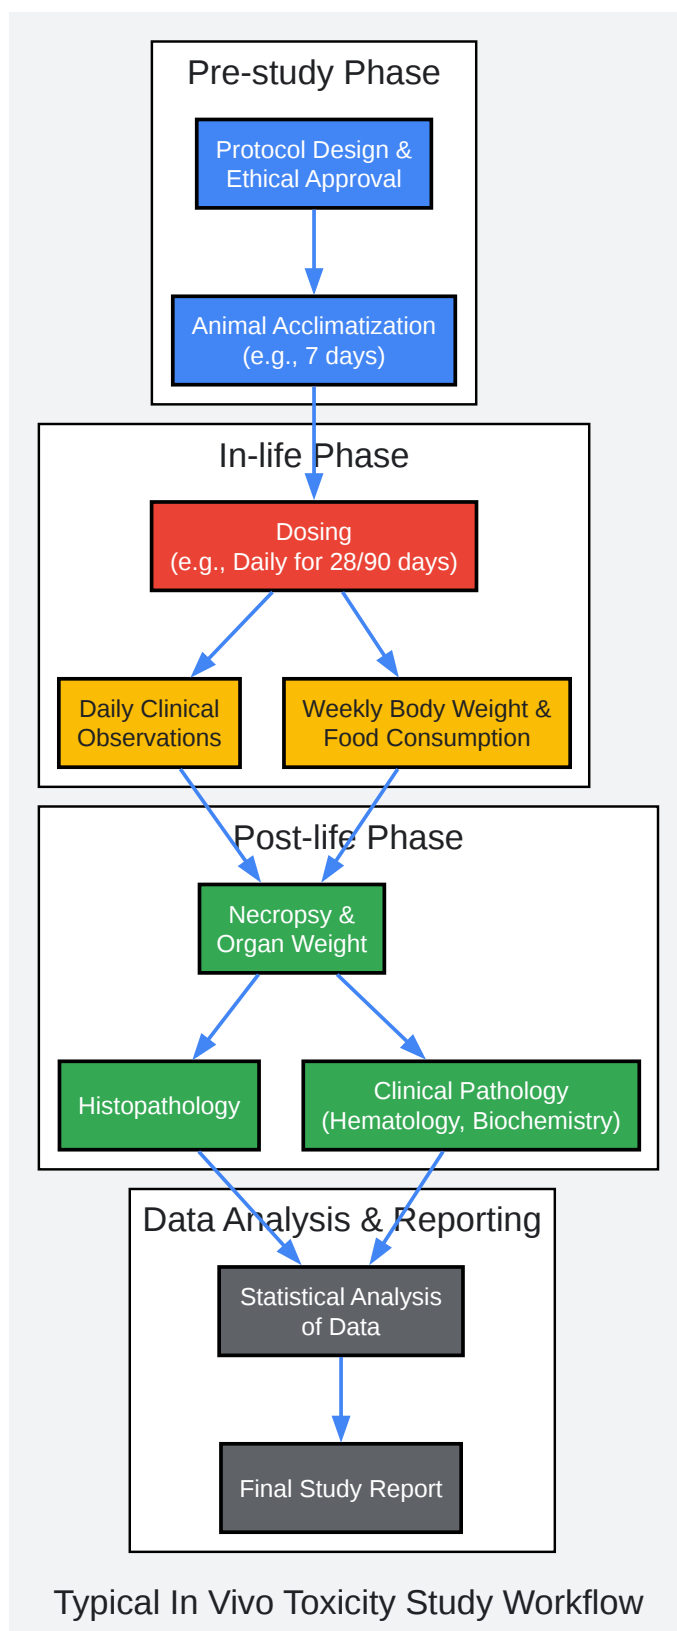 Pre-study Phase
Protocol Design &
Ethical Approval
Animal Acclimatization
(e.g., 7 days)
In-life Phase
Dosing
(e.g., Daily for 28/90 days)
Daily Clinical
Observations
Weekly Body Weight &
Food Consumption
Post-life Phase
Necropsy &
Organ Weight
Histopathology
Clinical Pathology
(Hematology, Biochemistry)
Data Analysis & Reporting
Statistical Analysis
of Data
Final Study Report
Typical In Vivo Toxicity Study Workflow